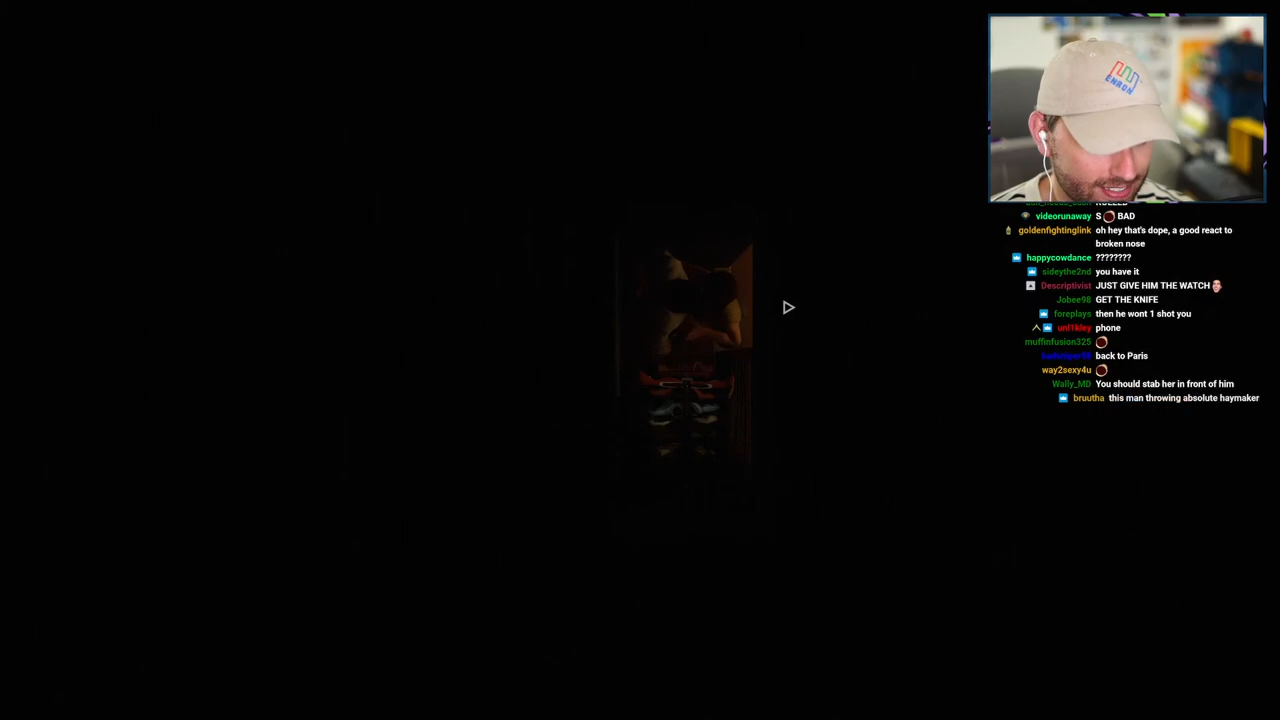 ENRON
videorunaway S BAD
goldenfightinglink oh hey that's dope, a good react to
broken nose
happycowdance ????????
sideythe2nd you have it
Descriptivist JUST GIVE HIM THE WATCH
Jobee98 GET THE KNIFE
foreplays then he wont 1 shot you
unl1kley phone
muffinfusion325
back to Paris
way2sexy4u
Wally_MD You should stab her in front of him
bruutha this man throwing absolute haymaker